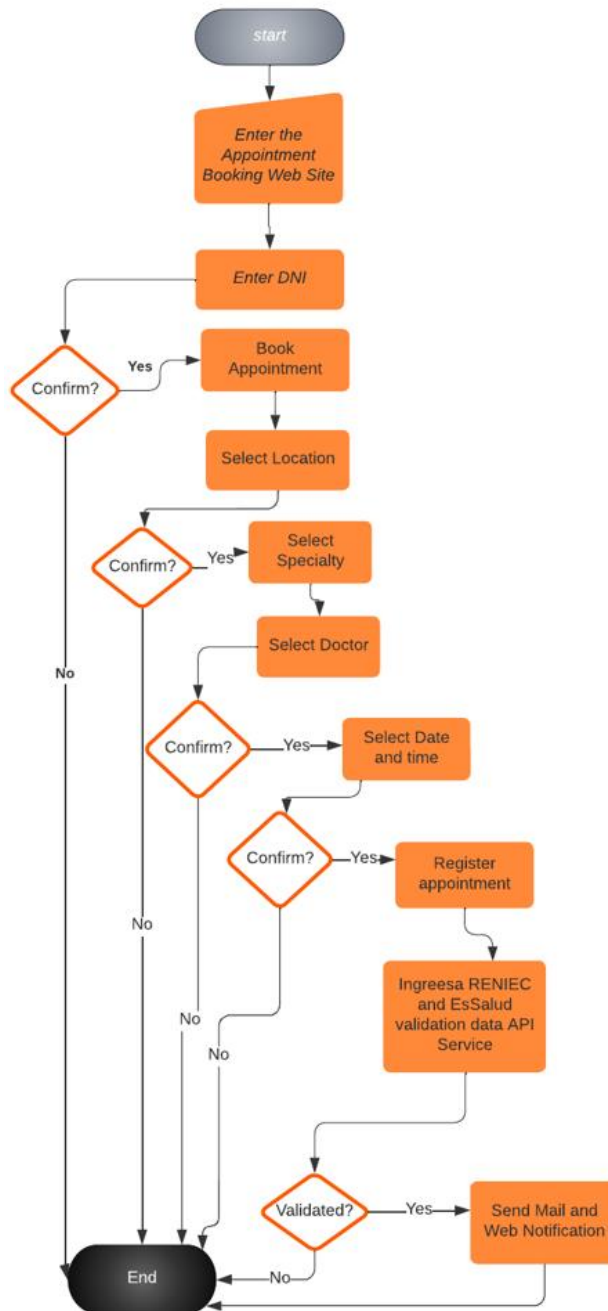 start
Enter the
Appointment
Booking Web Site
Enter DNI
Confirm?
Yes
Book
Appointment
Select Location
Confirm?
Yes
Select
Specialty
No
Select Doctor
Confirm?
Yes
Select Date
and time
Confirm?
Yes
Register
appointment
No
Ingreesa RENIEC
and EsSalud
validation data API
Service
No
No
Validated?
Yes
Send Mail and
Web Notification
No
End